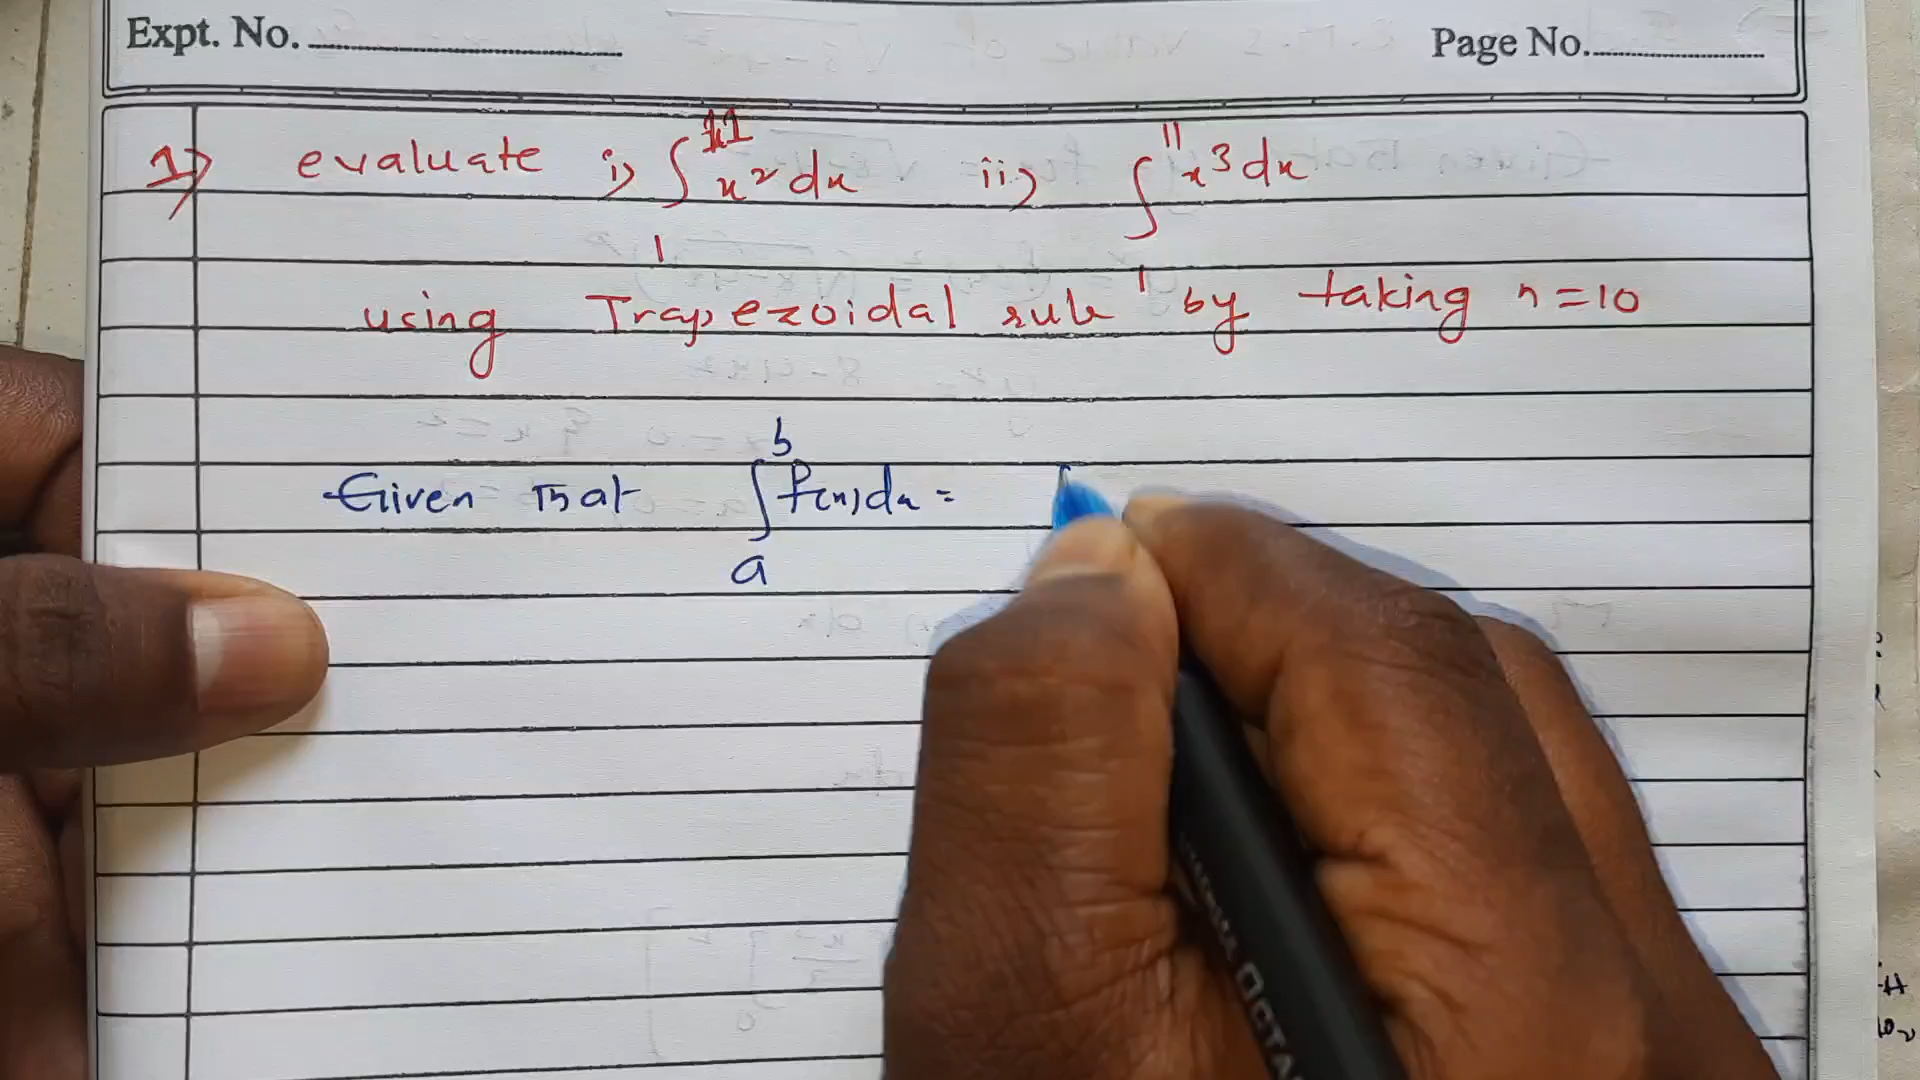 Expt. No. Page No.
1) evaluate i) ∫₁¹¹ x² dx ii) ∫₁¹¹ x³ dx
using Trapezoidal rule by taking n=10
Given That ∫ₐᵇ f(x)dx =
OCTA